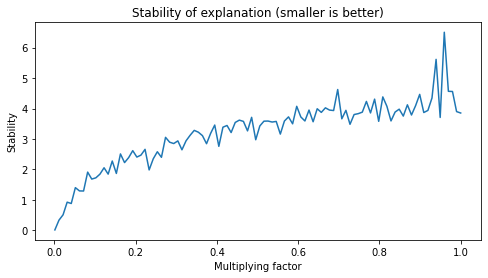 Stability of explanation (smaller is better)
6
5
4
3
2
1
0
Stability
0.0 0.2 0.4 0.6 0.8 1.0
Multiplying factor